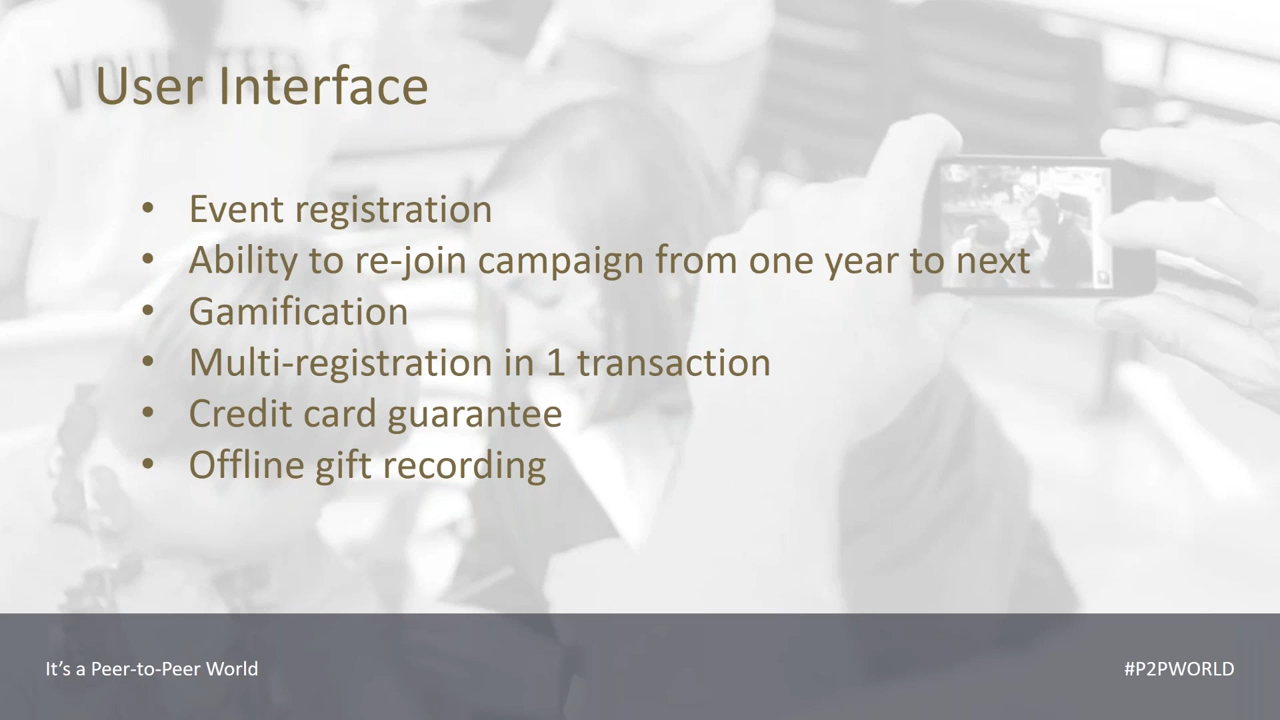 User Interface
• Event registration
• Ability to re-join campaign from one year to next
• Gamification
• Multi-registration in 1 transaction
• Credit card guarantee
• Offline gift recording
It's a Peer-to-Peer World
#P2PWORLD